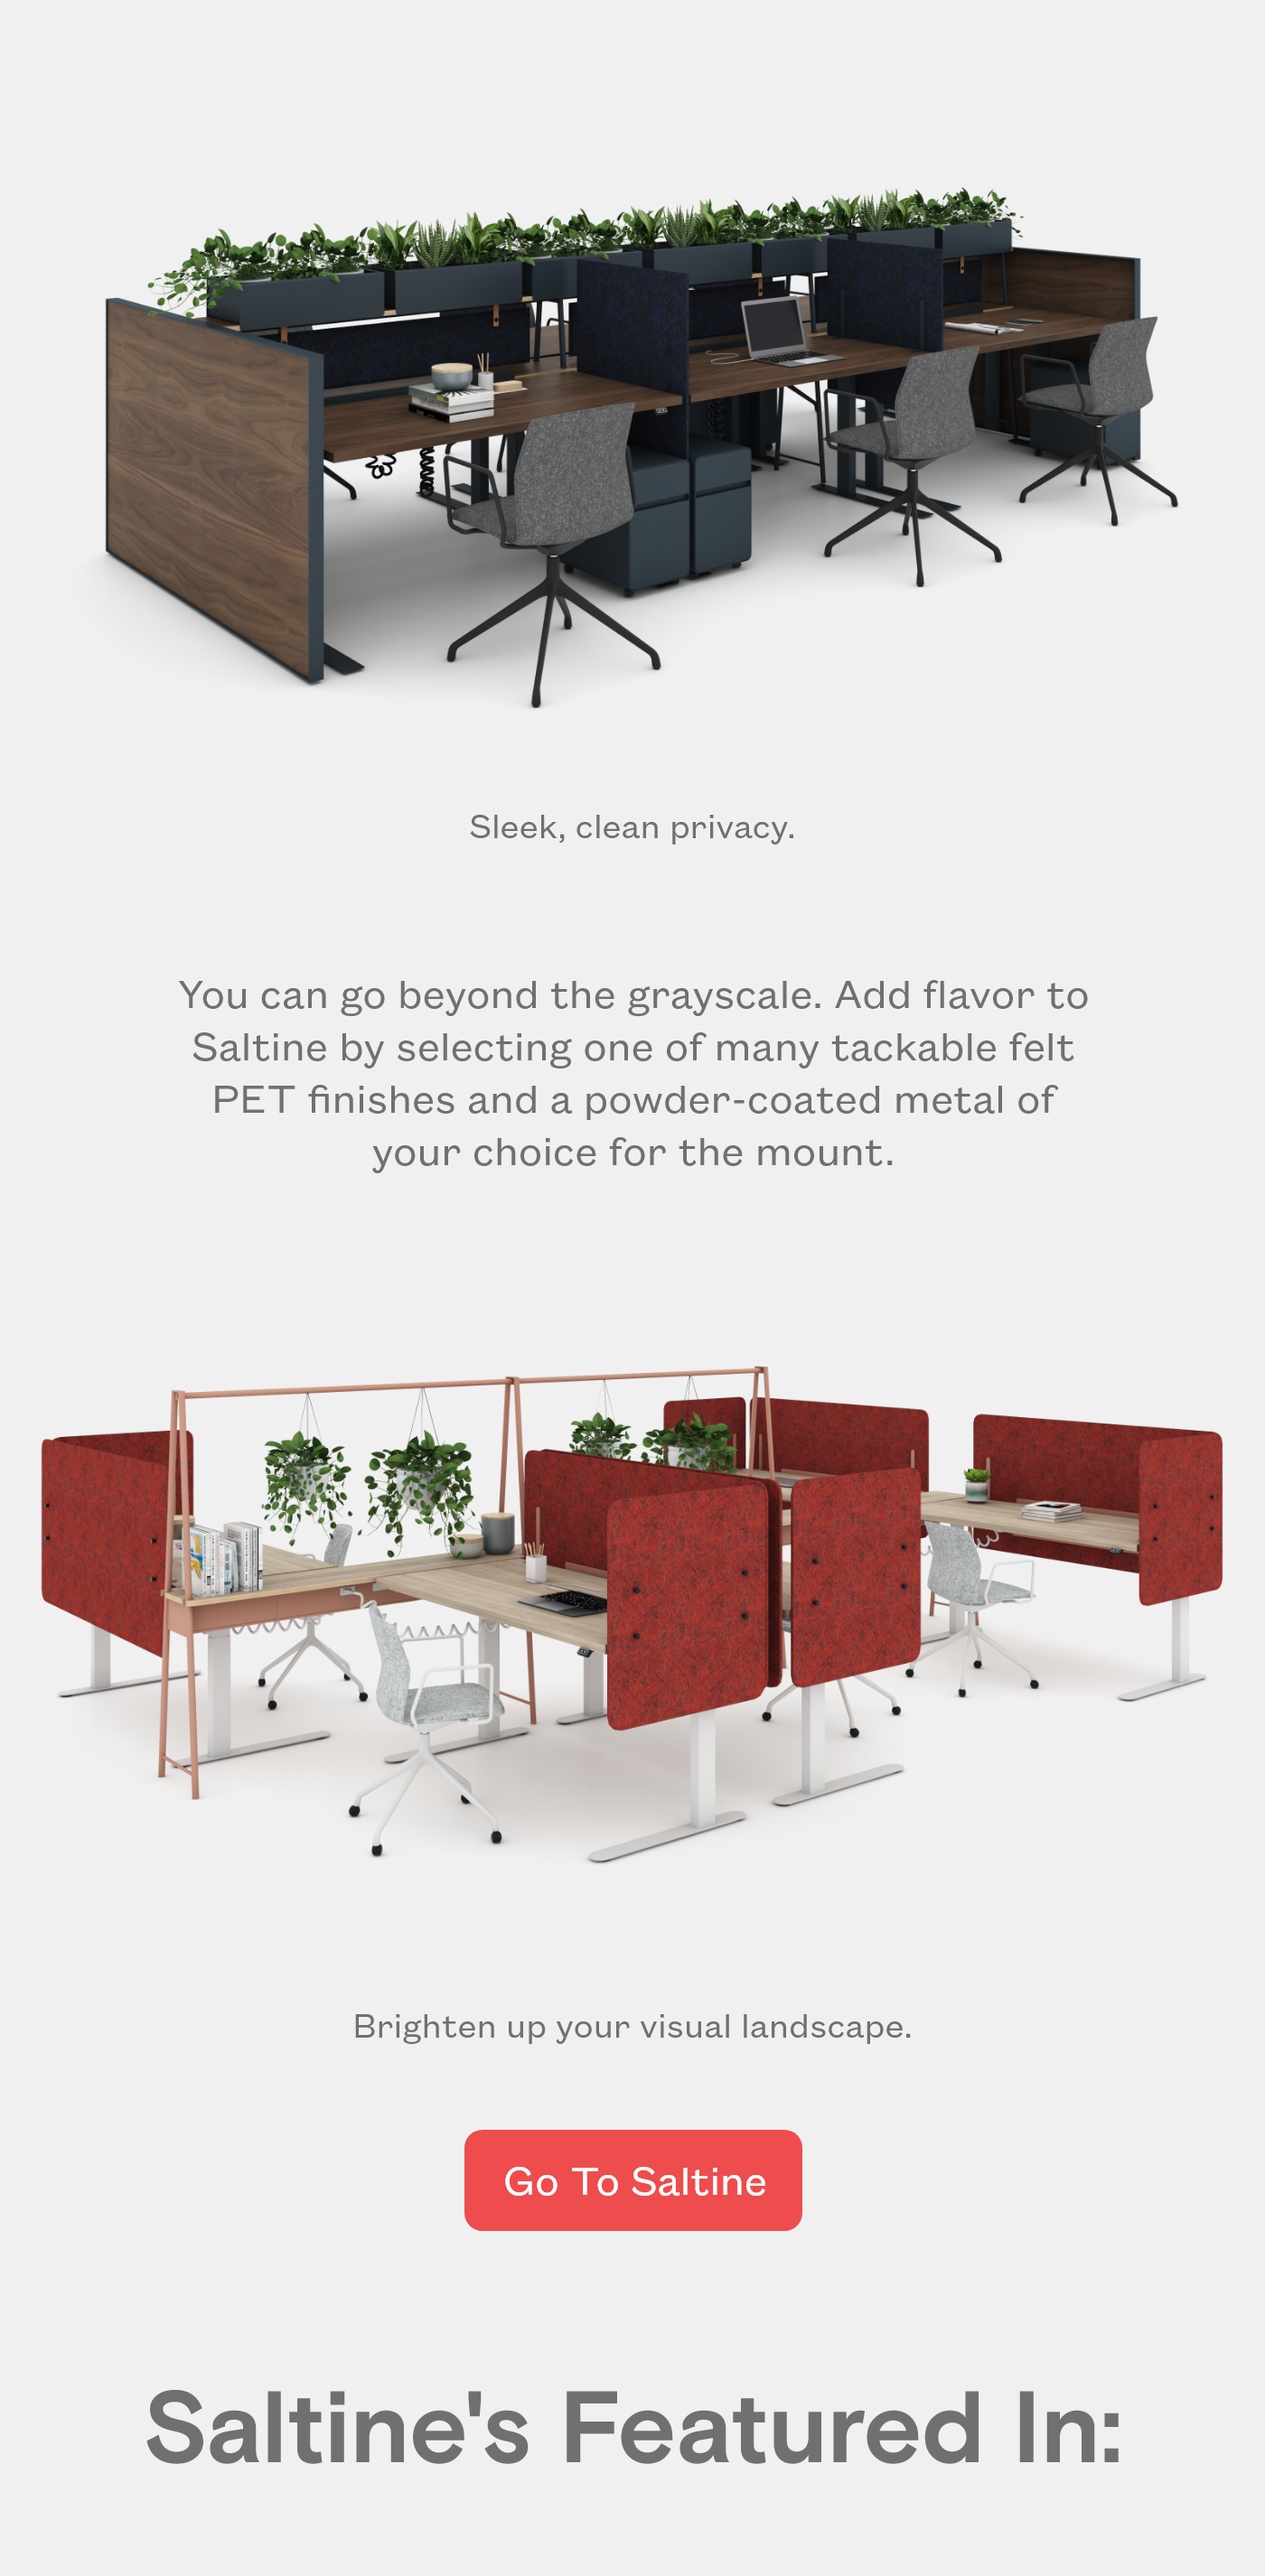 Sleek, clean privacy.
You can go beyond the grayscale. Add flavor to
Saltine by selecting one of many tackable felt
PET finishes and a powder-coated metal of
your choice for the mount.
Brighten up your visual landscape.
Go To Saltine
Saltine's Featured In: